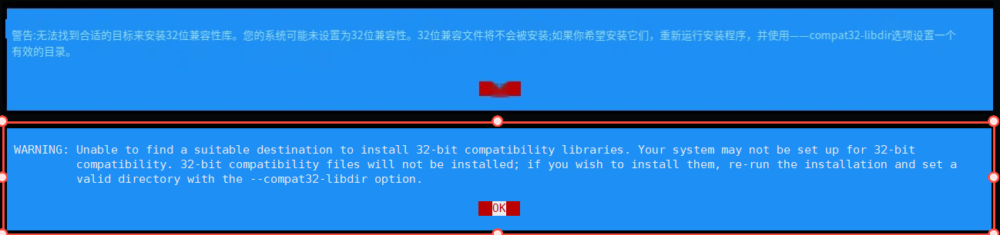 警告:无法找到合适的目标来安装32位兼容性库。您的系统可能未设置为32位兼容性。32位兼容文件将不会被安装;如果你希望安装它们，重新运行安装程序，并使用——compat32-libdir选项设置一个
有效的目录。
WARNING: Unable to find a suitable destination to install 32-bit compatibility libraries. Your system may not be set up for 32-bit
compatibility. 32-bit compatibility files will not be installed; if you wish to install them, re-run the installation and set a
valid directory with the --compat32-libdir option.
OK